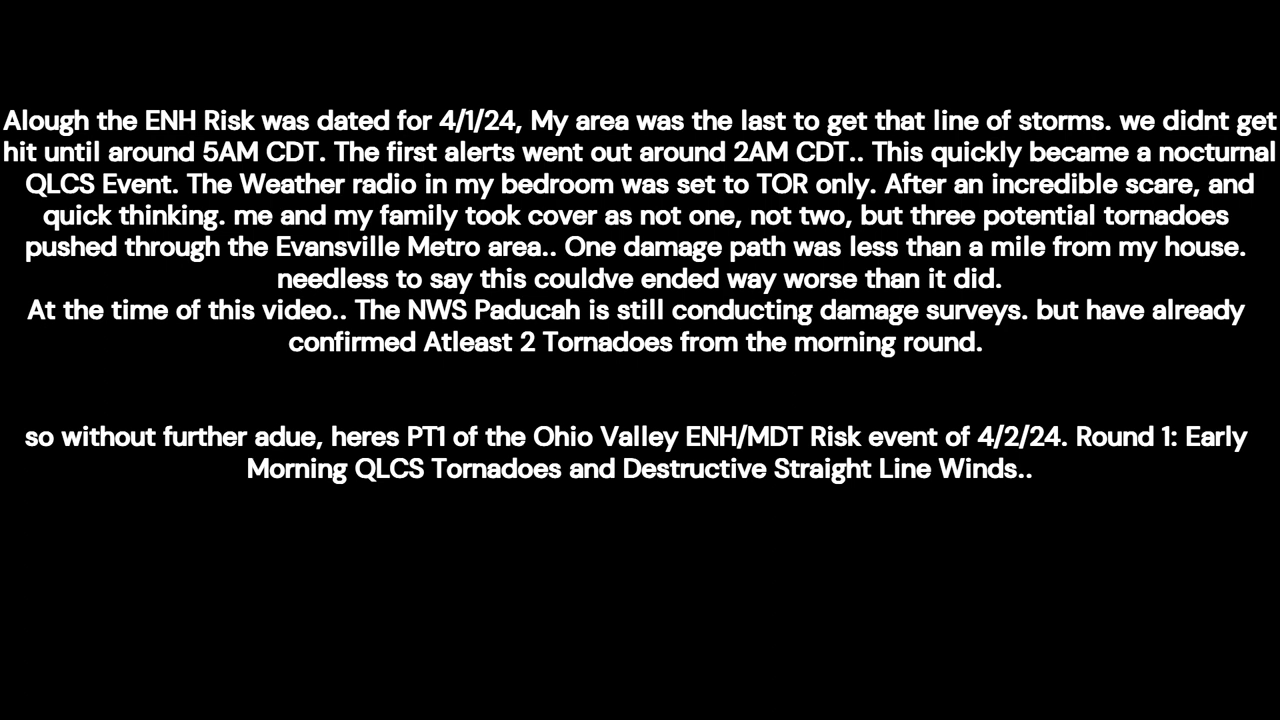 Alough the ENH Risk was dated for 4/1/24, My area was the last to get that line of storms. we didnt get
hit until around 5AM CDT. The first alerts went out around 2AM CDT.. This quickly became a nocturnal
QLCS Event. The Weather radio in my bedroom was set to TOR only. After an incredible scare, and
quick thinking. me and my family took cover as not one, not two, but three potential tornadoes
pushed through the Evansville Metro area.. One damage path was less than a mile from my house.
needless to say this couldve ended way worse than it did.
At the time of this video.. The NWS Paducah is still conducting damage surveys. but have already
confirmed Atleast 2 Tornadoes from the morning round.
so without further adue, heres PT1 of the Ohio Valley ENH/MDT Risk event of 4/2/24. Round 1: Early
Morning QLCS Tornadoes and Destructive Straight Line Winds..